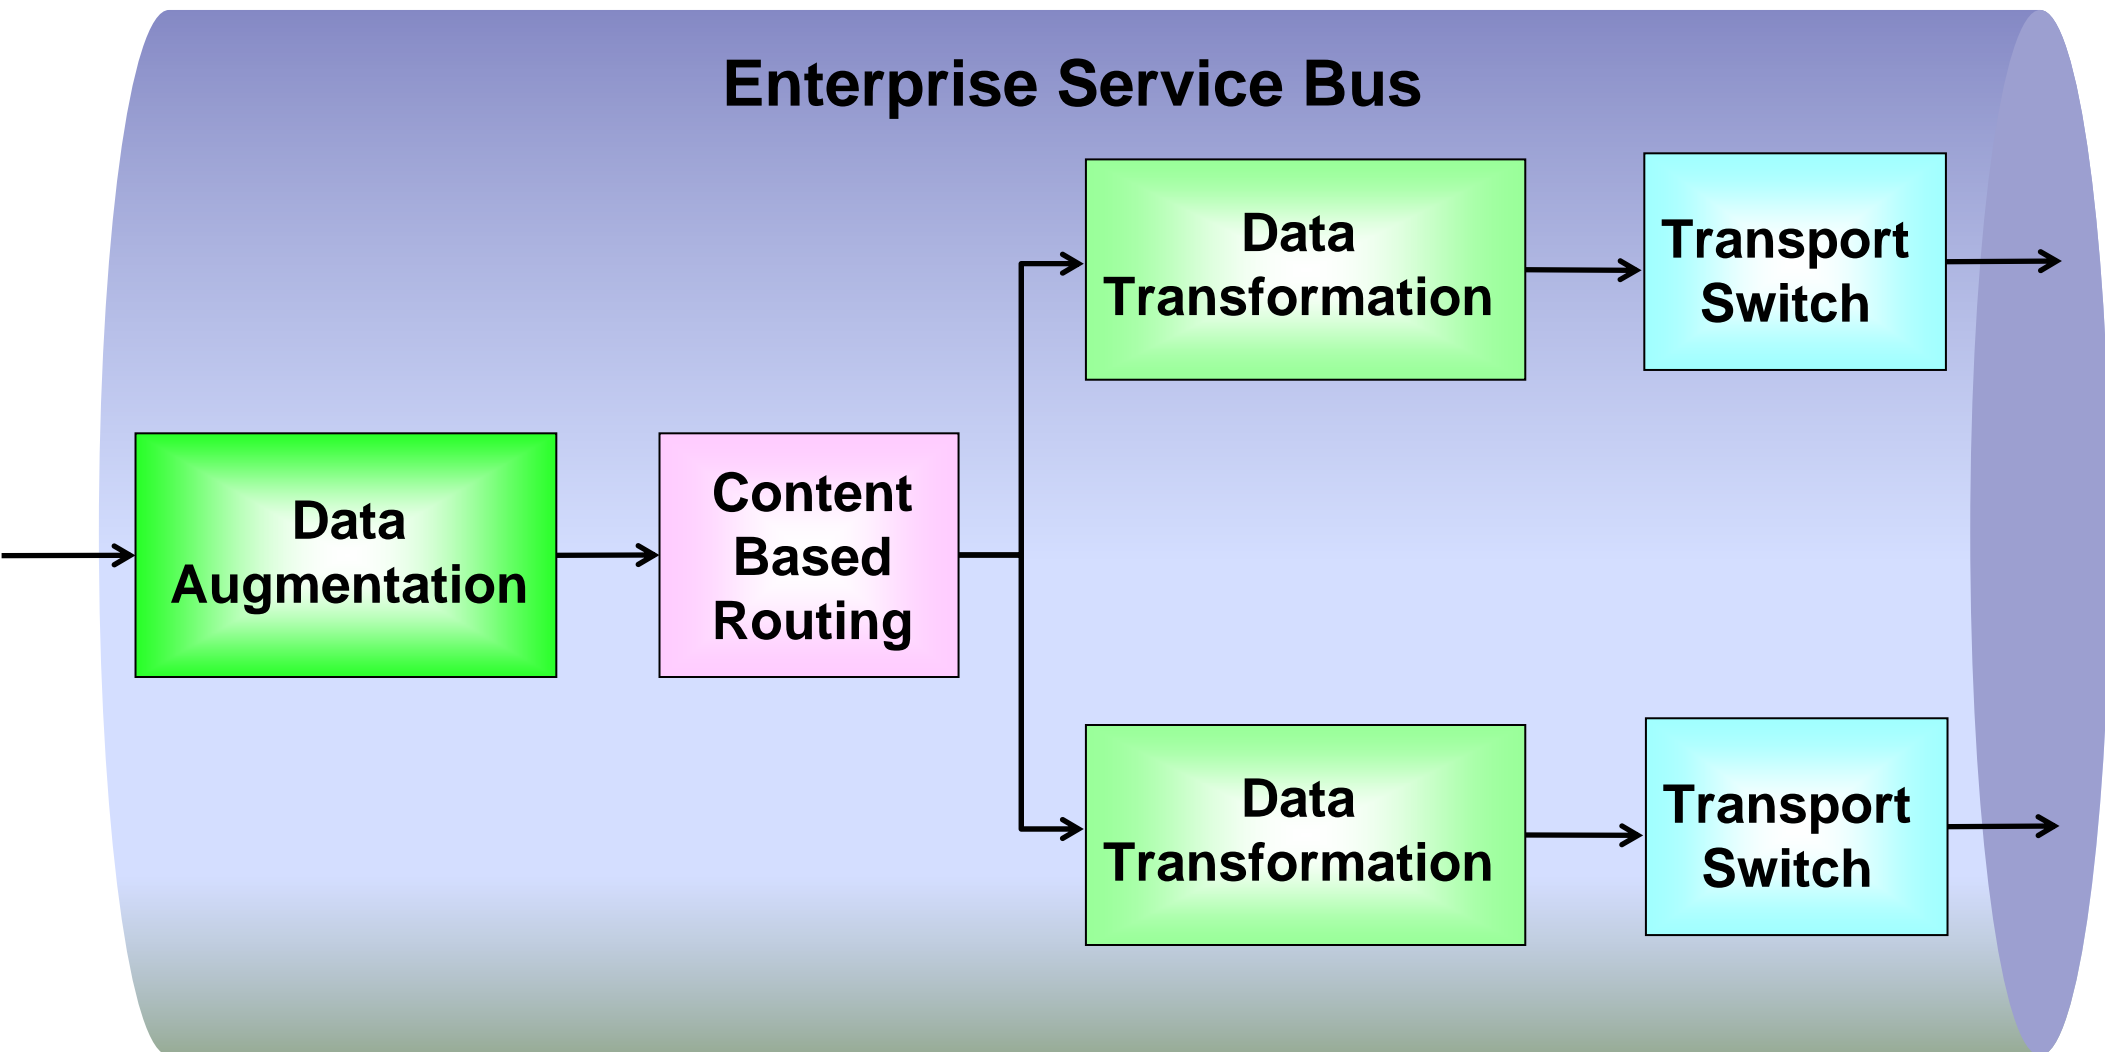 Enterprise Service Bus
Data
Transformation
Transport
Switch
Data
Augmentation
Content
Based
Routing
Data
Transformation
Transport
Switch